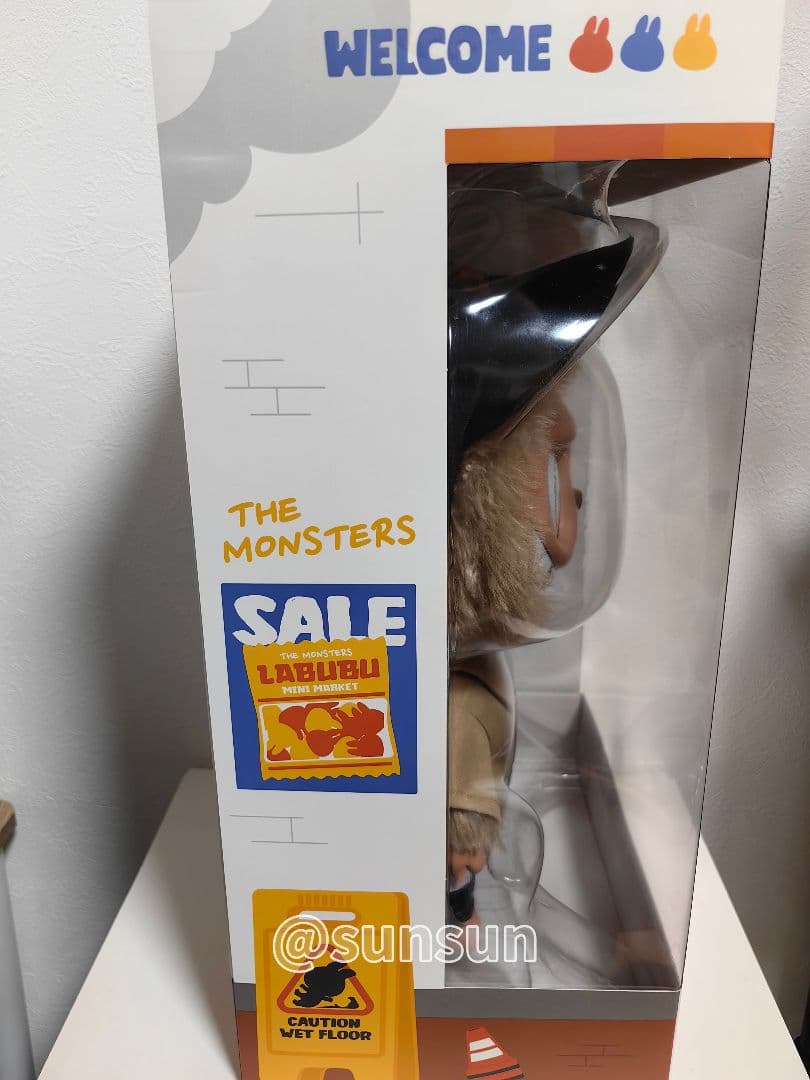 WELCOME
THE
MONSTERS
SALE
THE MONSTERS
LABUBU
MINI MARKET
@sunsun
CAUTION
WET FLOOR